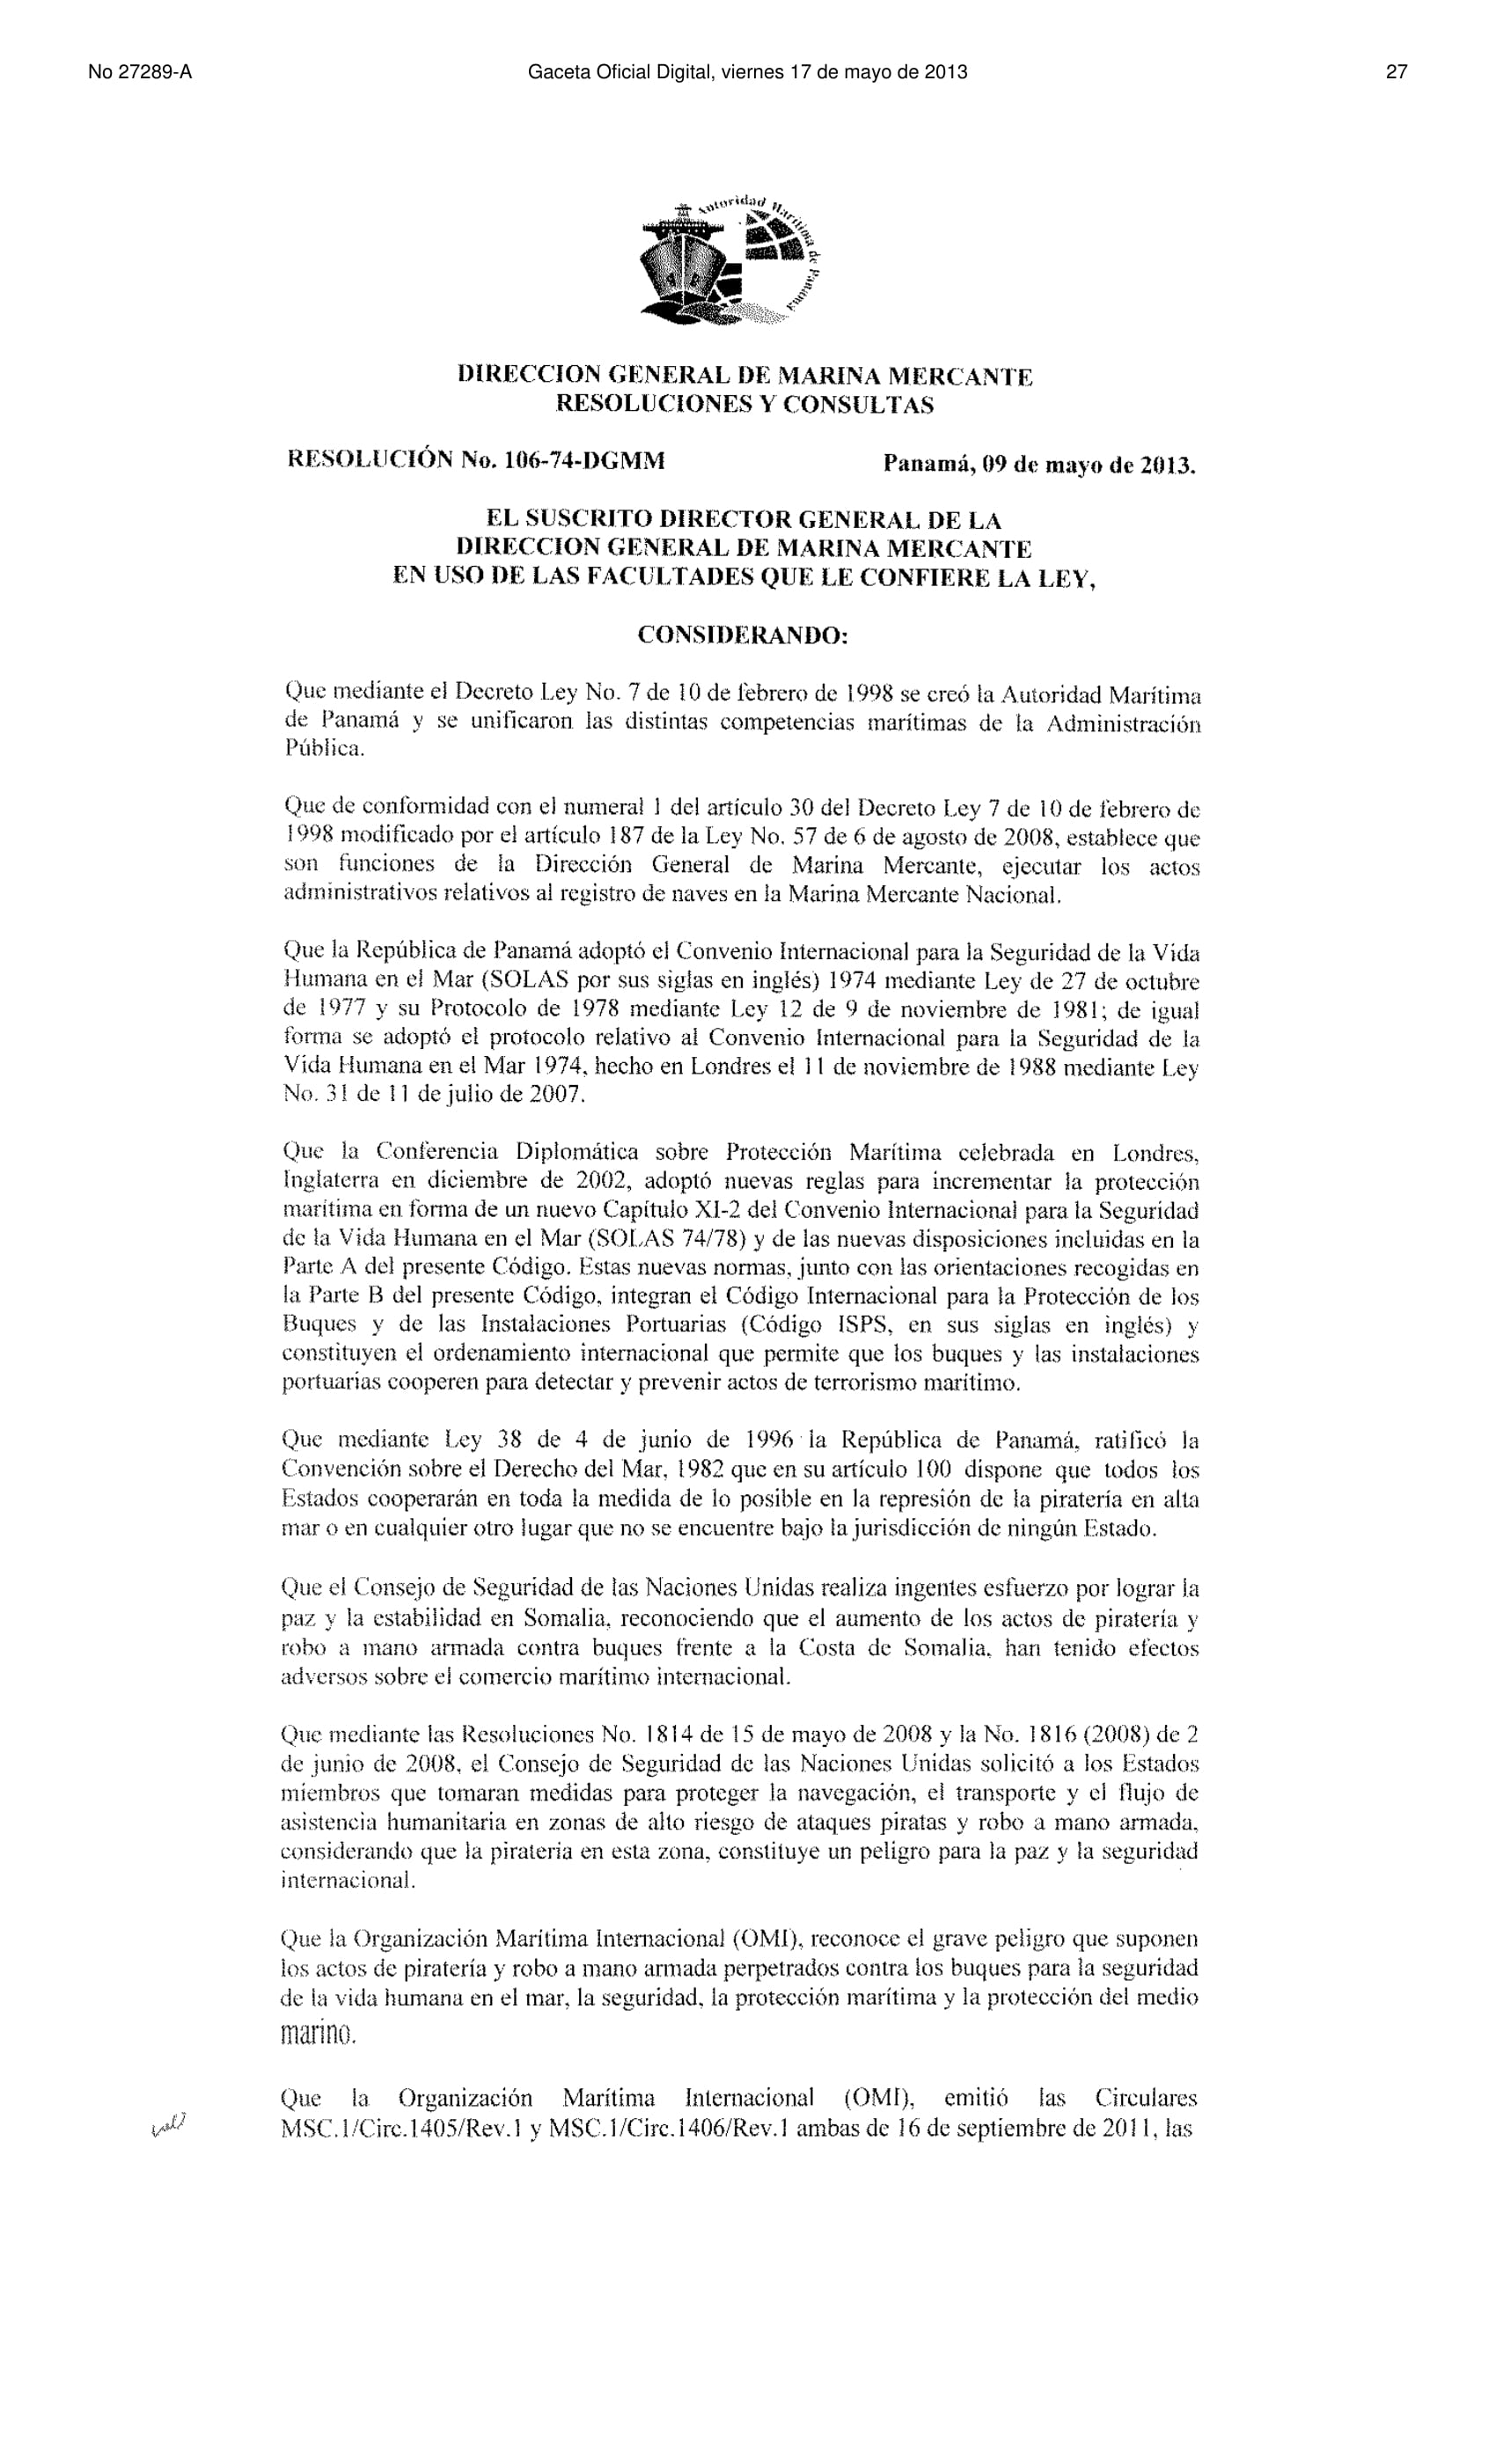 No 27289-A Gaceta Oficial Digital, viernes 17 de mayo de 2013 27
Autoridad Marítima de Panamá
DIRECCION GENERAL DE MARINA MERCANTE
RESOLUCIONES Y CONSULTAS
RESOLUCIÓN No. 106-74-DGMM Panamá, 09 de mayo de 2013.
EL SUSCRITO DIRECTOR GENERAL DE LA
DIRECCION GENERAL DE MARINA MERCANTE
EN USO DE LAS FACULTADES QUE LE CONFIERE LA LEY,
CONSIDERANDO:
Que mediante el Decreto Ley No. 7 de 10 de febrero de 1998 se creó la Autoridad Marítima
de Panamá y se unificaron las distintas competencias marítimas de la Administración
Pública.
Que de conformidad con el numeral 1 del artículo 30 del Decreto Ley 7 de 10 de febrero de
1998 modificado por el artículo 187 de la Ley No. 57 de 6 de agosto de 2008, establece que
son funciones de la Dirección General de Marina Mercante, ejecutar los actos
administrativos relativos al registro de naves en la Marina Mercante Nacional.
Que la República de Panamá adoptó el Convenio Internacional para la Seguridad de la Vida
Humana en el Mar (SOLAS por sus siglas en inglés) 1974 mediante Ley de 27 de octubre
de 1977 y su Protocolo de 1978 mediante Ley 12 de 9 de noviembre de 1981; de igual
forma se adoptó el protocolo relativo al Convenio Internacional para la Seguridad de la
Vida Humana en el Mar 1974, hecho en Londres el 11 de noviembre de 1988 mediante Ley
No. 31 de 11 de julio de 2007.
Que la Conferencia Diplomática sobre Protección Marítima celebrada en Londres,
Inglaterra en diciembre de 2002, adoptó nuevas reglas para incrementar la protección
marítima en forma de un nuevo Capítulo XI-2 del Convenio Internacional para la Seguridad
de la Vida Humana en el Mar (SOLAS 74/78) y de las nuevas disposiciones incluidas en la
Parte A del presente Código. Estas nuevas normas, junto con las orientaciones recogidas en
la Parte B del presente Código, integran el Código Internacional para la Protección de los
Buques y de las Instalaciones Portuarias (Código ISPS, en sus siglas en inglés) y
constituyen el ordenamiento internacional que permite que los buques y las instalaciones
portuarias cooperen para detectar y prevenir actos de terrorismo marítimo.
Que mediante Ley 38 de 4 de junio de 1996 la República de Panamá, ratificó la
Convención sobre el Derecho del Mar, 1982 que en su artículo 100 dispone que todos los
Estados cooperarán en toda la medida de lo posible en la represión de la piratería en alta
mar o en cualquier otro lugar que no se encuentre bajo la jurisdicción de ningún Estado.
Que el Consejo de Seguridad de las Naciones Unidas realiza ingentes esfuerzo por lograr la
paz y la estabilidad en Somalia, reconociendo que el aumento de los actos de piratería y
robo a mano armada contra buques frente a la Costa de Somalia, han tenido efectos
adversos sobre el comercio marítimo internacional.
Que mediante las Resoluciones No. 1814 de 15 de mayo de 2008 y la No. 1816 (2008) de 2
de junio de 2008, el Consejo de Seguridad de las Naciones Unidas solicitó a los Estados
miembros que tomaran medidas para proteger la navegación, el transporte y el flujo de
asistencia humanitaria en zonas de alto riesgo de ataques piratas y robo a mano armada,
considerando que la pirateria en esta zona, constituye un peligro para la paz y la seguridad
internacional.
Que la Organización Marítima Internacional (OMI), reconoce el grave peligro que suponen
los actos de piratería y robo a mano armada perpetrados contra los buques para la seguridad
de la vida humana en el mar, la seguridad, la protección marítima y la protección del medio
marino.
Que la Organización Marítima Internacional (OMI), emitió las Circulares
MSC.1/Circ.1405/Rev.1 y MSC.1/Circ.1406/Rev.1 ambas de 16 de septiembre de 2011, las